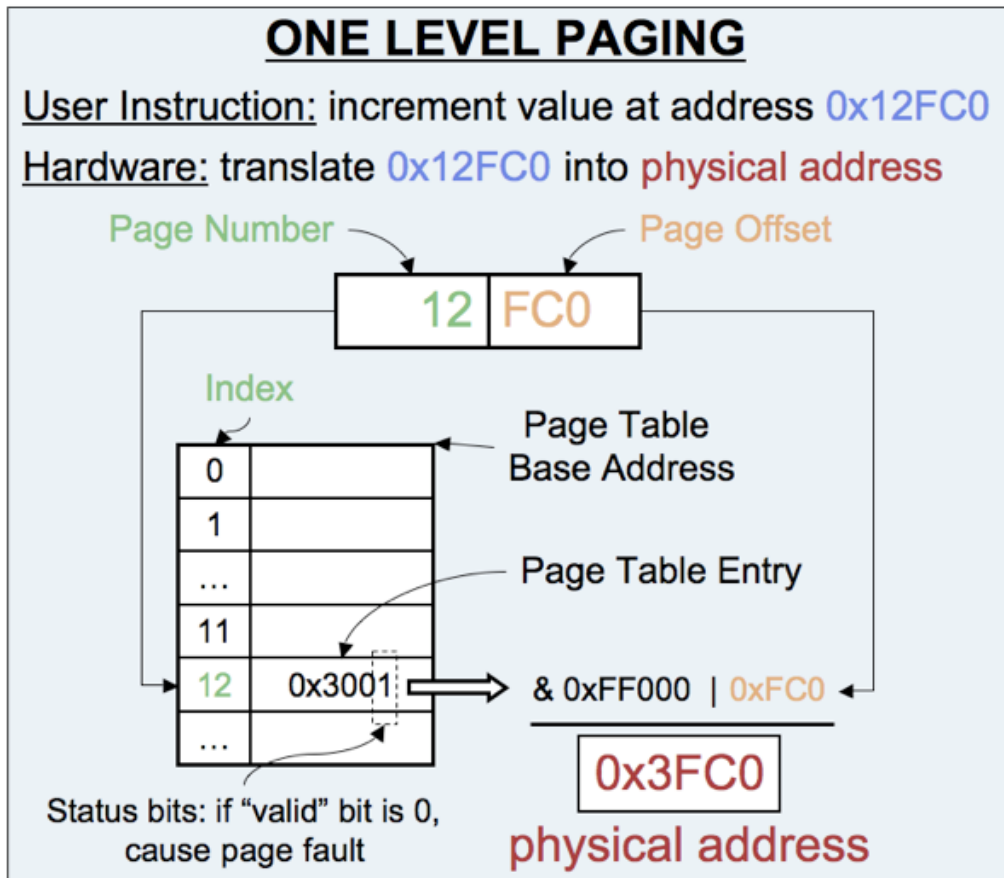 ONE LEVEL PAGING
User Instruction: increment value at address 0x12FC0
Hardware: translate 0x12FC0 into physical address
Page Number
Page Offset
12 FC0
Index
Page Table
Base Address
0
1
...
Page Table Entry
11
12 0x3001
& 0xFF000 | 0xFC0
...
0x3FC0
Status bits: if “valid” bit is 0,
cause page fault
physical address